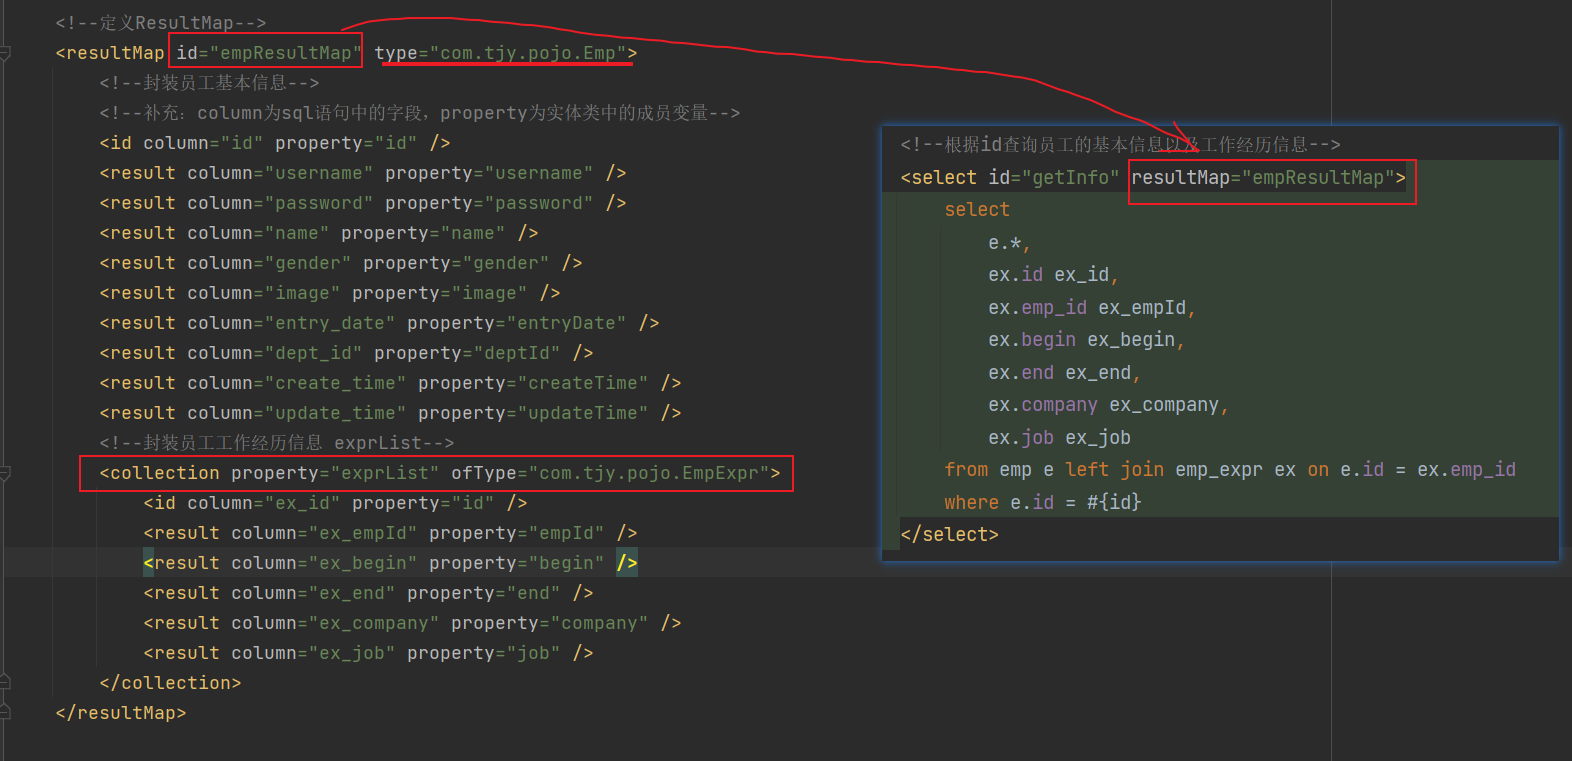 <!--定义ResultMap-->
<resultMap id="empResultMap" type="com.tjy.pojo.Emp">
<!--封装员工基本信息-->
<!--补充：column为sql语句中的字段，property为实体类中的成员变量-->
<id column="id" property="id" />
<result column="username" property="username" />
<result column="password" property="password" />
<result column="name" property="name" />
<result column="gender" property="gender" />
<result column="image" property="image" />
<result column="entry_date" property="entryDate" />
<result column="dept_id" property="deptId" />
<result column="create_time" property="createTime" />
<result column="update_time" property="updateTime" />
<!--封装员工工作经历信息 exprList-->
<collection property="exprList" ofType="com.tjy.pojo.EmpExpr">
<id column="ex_id" property="id" />
<result column="ex_empId" property="empId" />
<result column="ex_begin" property="begin" />
<result column="ex_end" property="end" />
<result column="ex_company" property="company" />
<result column="ex_job" property="job" />
</collection>
</resultMap>
<!--根据id查询员工的基本信息以及工作经历信息-->
<select id="getInfo" resultMap="empResultMap">
select
e.*,
ex.id ex_id,
ex.emp_id ex_empId,
ex.begin ex_begin,
ex.end ex_end,
ex.company ex_company,
ex.job ex_job
from emp e left join emp_expr ex on e.id = ex.emp_id
where e.id = #{id}
</select>